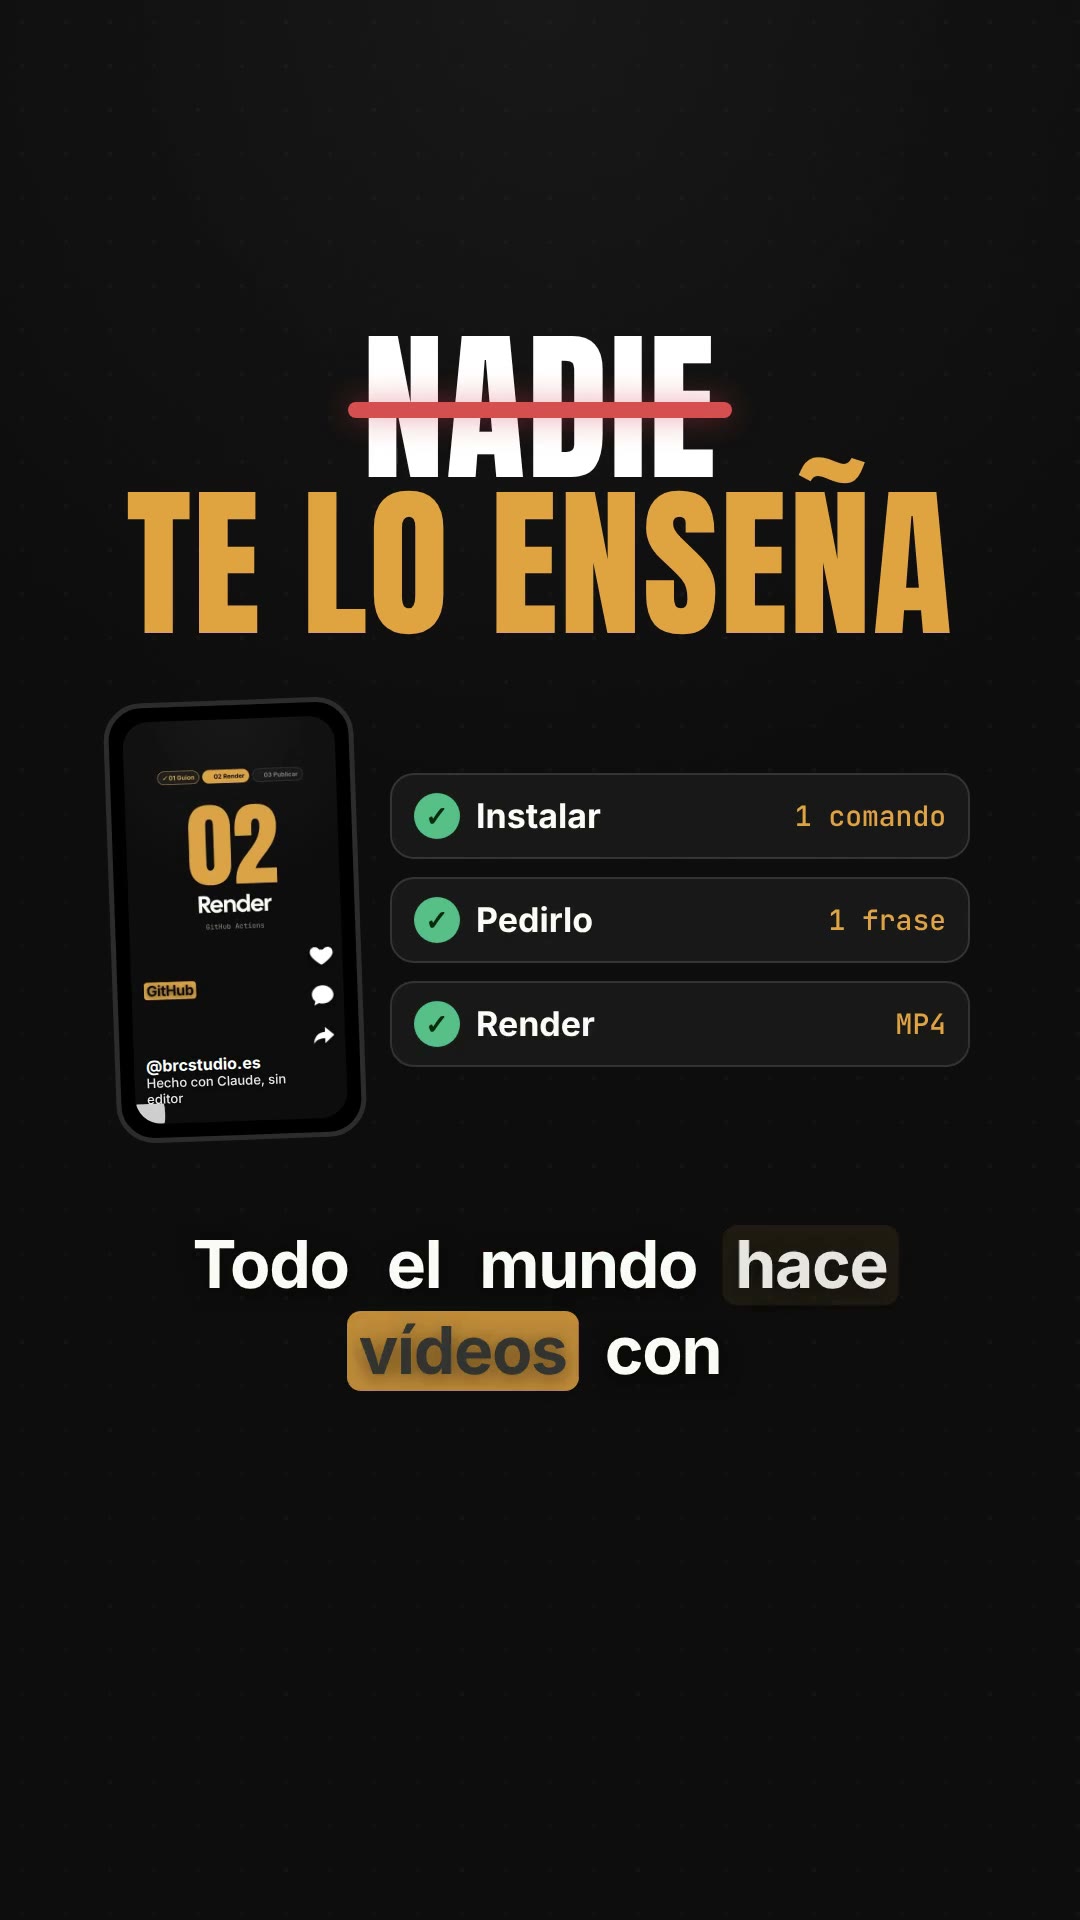 NADIE
TE LO ENSEÑA
✓ 01 Guion 02 Render 03 Publicar
02
Render
GitHub Actions
GitHub
@brcstudio.es
Hecho con Claude, sin
editor
✓ Instalar 1 comando
✓ Pedirlo 1 frase
✓ Render MP4
Todo el mundo hace
vídeos con